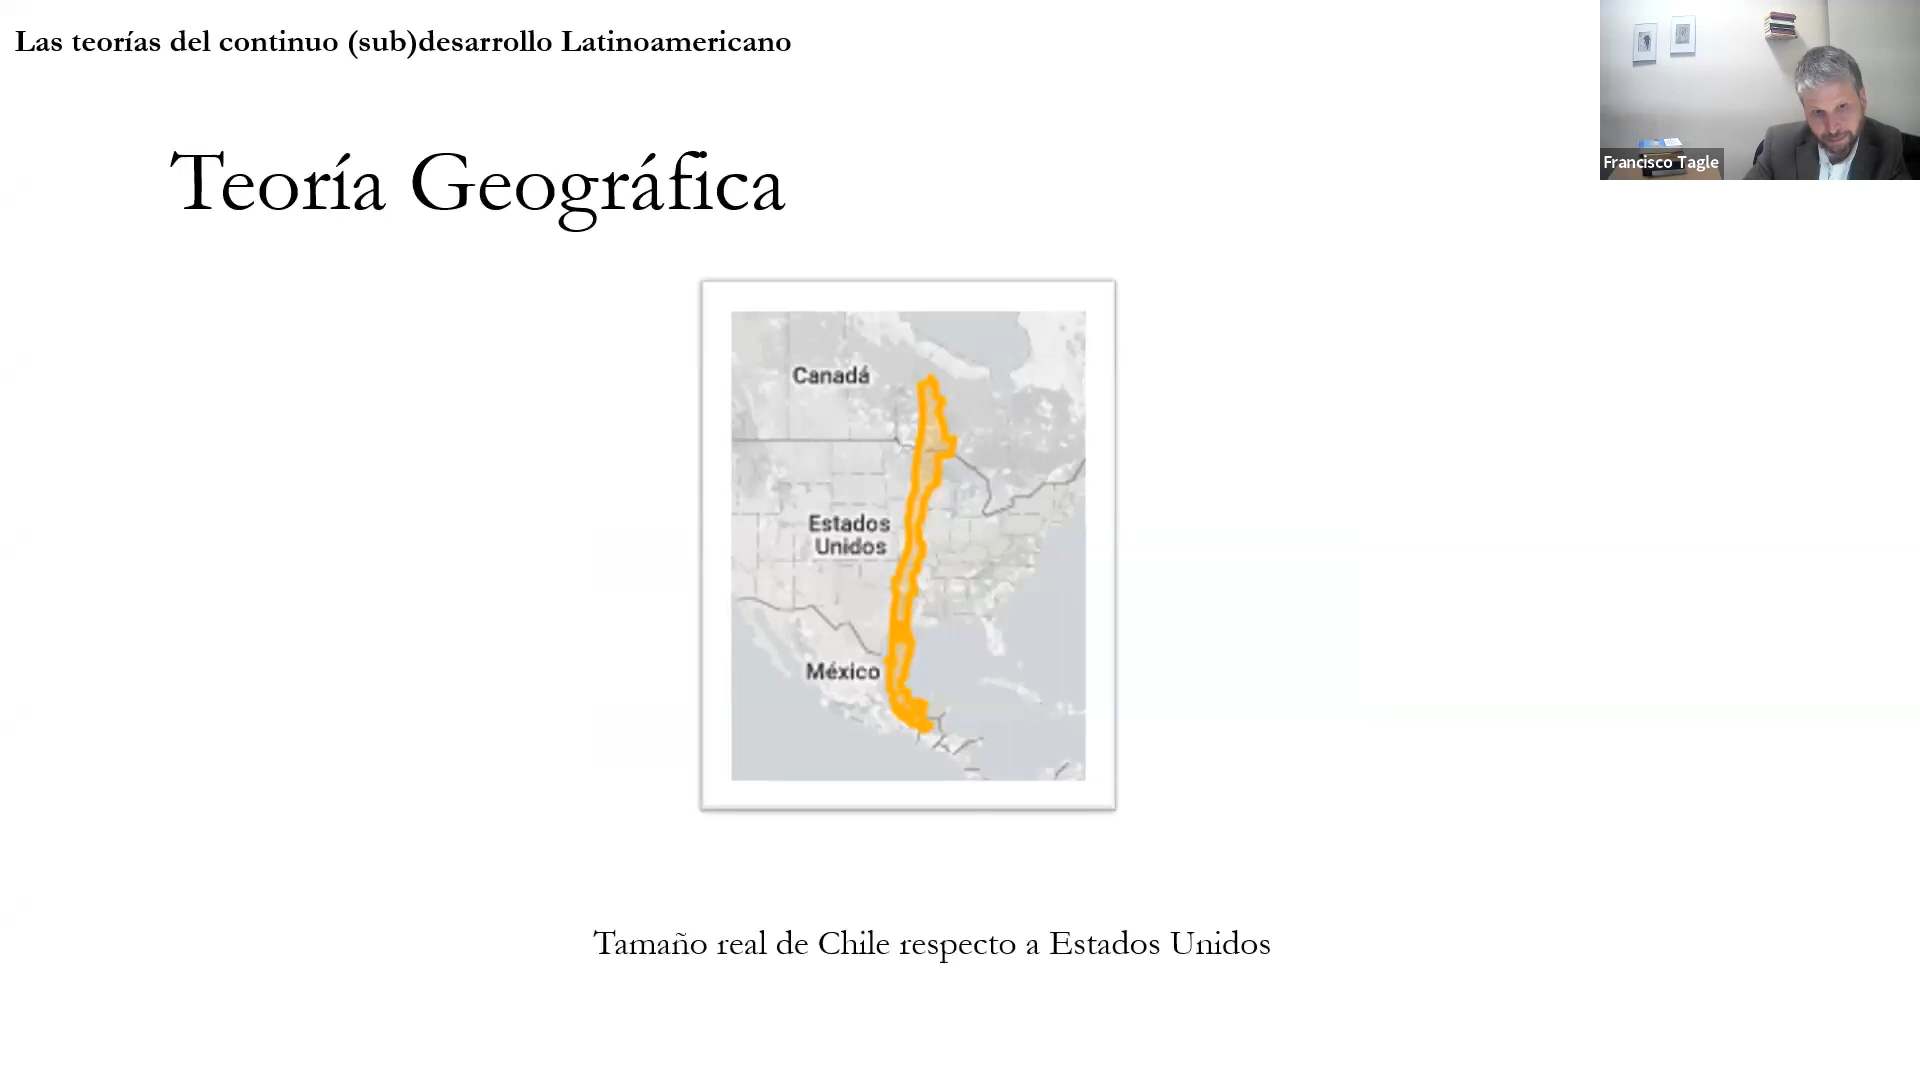 Las teorías del continuo (sub)desarrollo Latinoamericano
Francisco Tagle
Teoría Geográfica
Canadá
Estados
Unidos
México
Tamaño real de Chile respecto a Estados Unidos